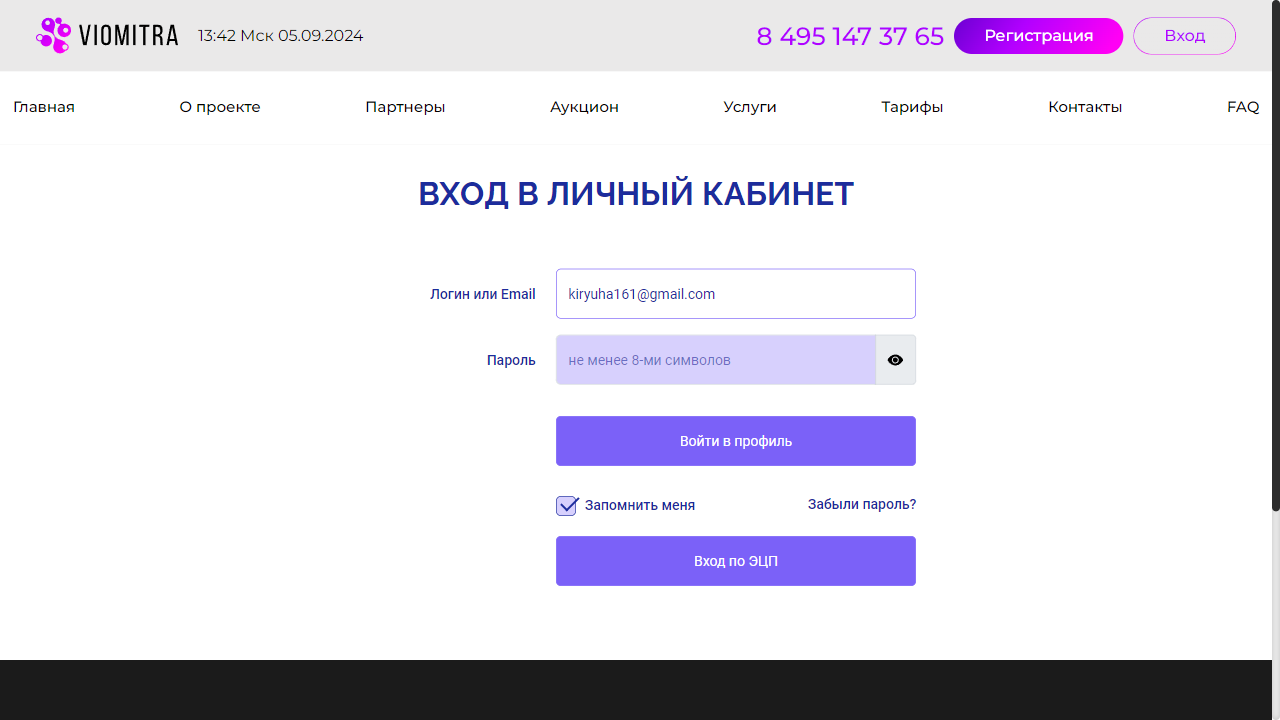 VIOMITRA
13:42 Мск 05.09.2024
8 495 147 37 65
Регистрация
Вход
Главная
О проекте
Партнеры
Аукцион
Услуги
Тарифы
Контакты
FAQ
ВХОД В ЛИЧНЫЙ КАБИНЕТ
Логин или Email
kiryuha161@gmail.com
Пароль
не менее 8-ми символов
Войти в профиль
Запомнить меня
Забыли пароль?
Вход по ЭЦП